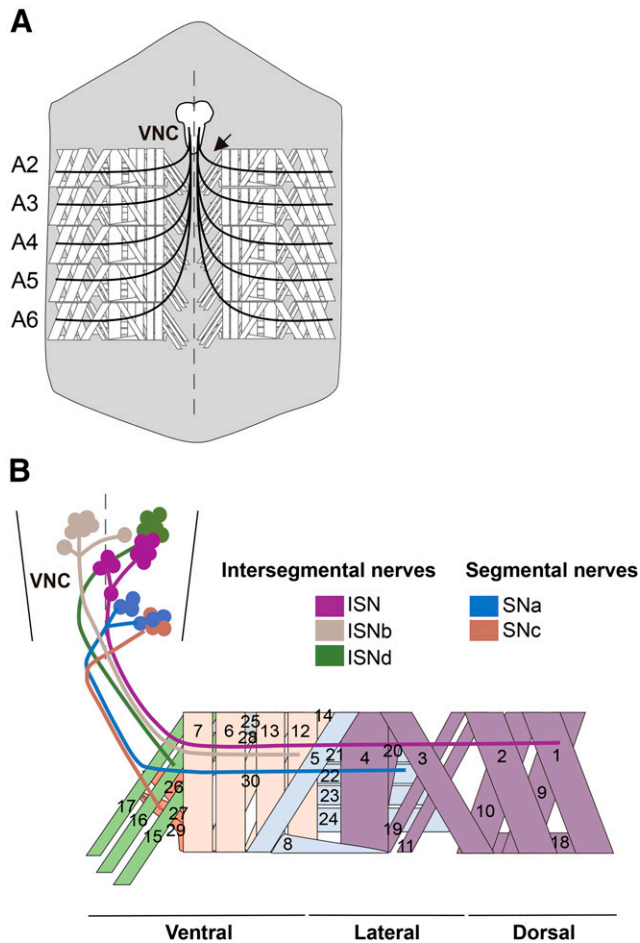 A
VNC
A2
A3
A4
A5
A6
B
VNC
Intersegmental nerves Segmental nerves
ISN SNa
ISNb SNc
ISNd
14
7 6 25 13 12
28
5 21 4 20 3 2 1
22
30
26 23 10 9
17 27 24
16 29 19
15 8 11 18
Ventral Lateral Dorsal